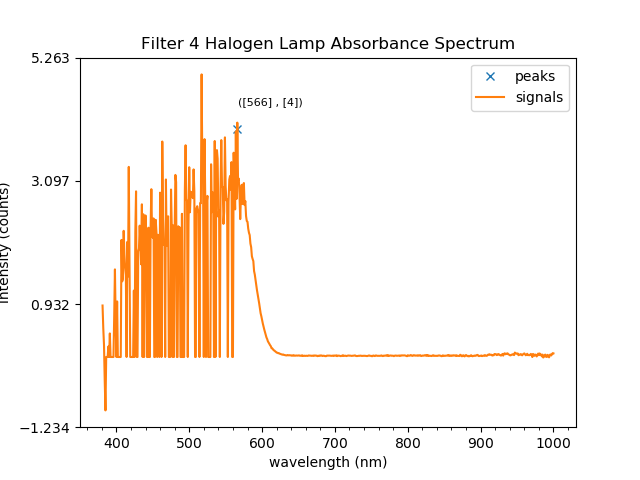 Filter 4 Halogen Lamp Absorbance Spectrum
5.263
3.097
0.932
−1.234
intensity (counts)
([566] , [4])
peaks
signals
400
500
600
700
800
900
1000
wavelength (nm)